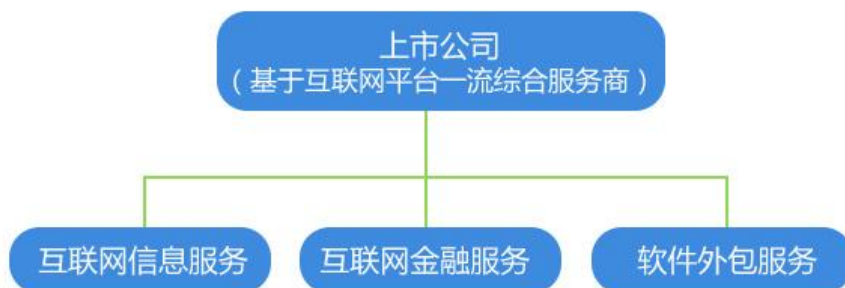 上市公司
（基于互联网平台一流综合服务商）
互联网信息服务
互联网金融服务
软件外包服务